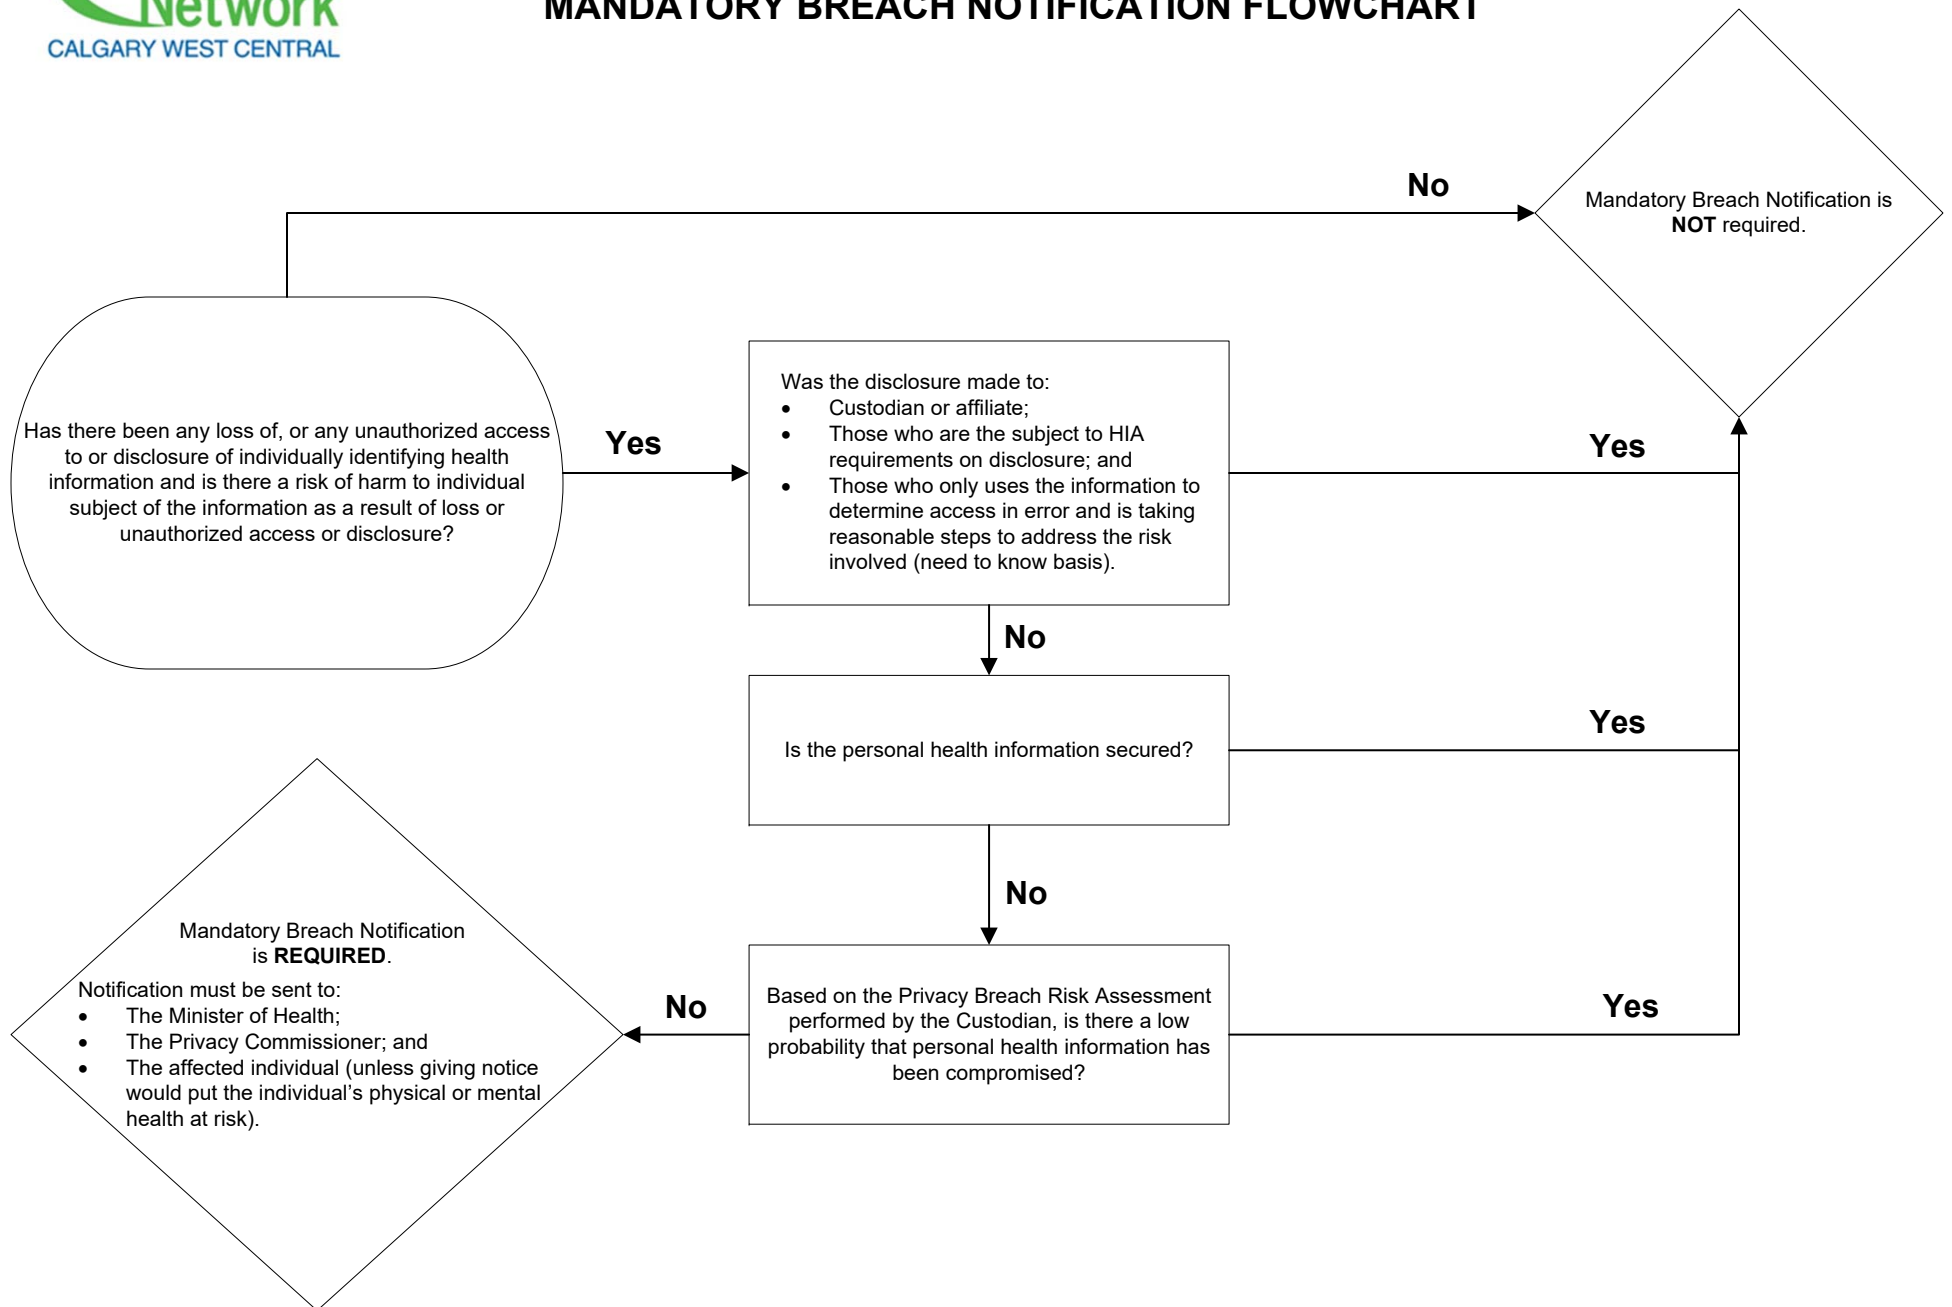 Network
CALGARY WEST CENTRAL
MANDATORY BREACH NOTIFICATION FLOWCHART
No
Mandatory Breach Notification is
NOT required.
Has there been any loss of, or any unauthorized access
to or disclosure of individually identifying health
information and is there a risk of harm to individual
subject of the information as a result of loss or
unauthorized access or disclosure?
Yes
Was the disclosure made to:
• Custodian or affiliate;
• Those who are the subject to HIA
requirements on disclosure; and
• Those who only uses the information to
determine access in error and is taking
reasonable steps to address the risk
involved (need to know basis).
Yes
No
Is the personal health information secured?
Yes
No
Based on the Privacy Breach Risk Assessment
performed by the Custodian, is there a low
probability that personal health information has
been compromised?
Yes
No
Mandatory Breach Notification
is REQUIRED.
Notification must be sent to:
• The Minister of Health;
• The Privacy Commissioner; and
• The affected individual (unless giving notice
would put the individual’s physical or mental
health at risk).